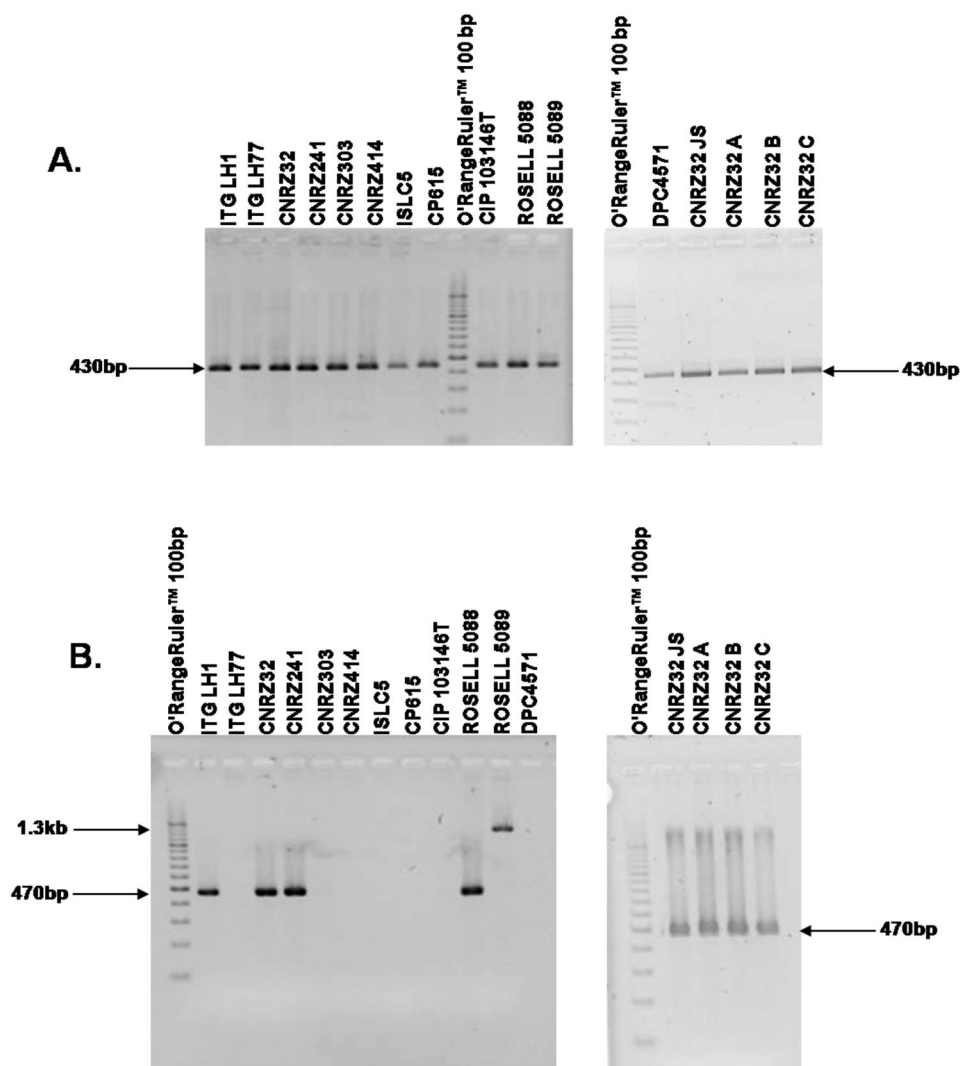 A.
ITG LH1
ITG LH77
CNRZ32
CNRZ241
CNRZ303
CNRZ414
ISLC5
CP615
O'RangeRuler™ 100 bp
CIP 103146T
ROSELL 5088
ROSELL 5089
O'RangeRuler™ 100 bp
DPC4571
CNRZ32 JS
CNRZ32 A
CNRZ32 B
CNRZ32 C
430bp
430bp
B.
O'RangeRuler™ 100bp
ITG LH1
ITG LH77
CNRZ32
CNRZ241
CNRZ303
CNRZ414
ISLC5
CP615
CIP 103146T
ROSELL 5088
ROSELL 5089
DPC4571
O'RangeRuler™ 100bp
CNRZ32 JS
CNRZ32 A
CNRZ32 B
CNRZ32 C
1.3kb
470bp
470bp